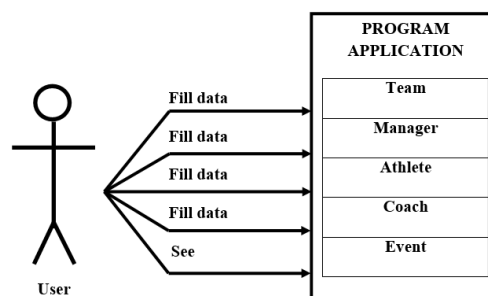 PROGRAM
APPLICATION
Team
Fill data
Manager
Fill data
Athlete
Fill data
Coach
Fill data
Event
See
User